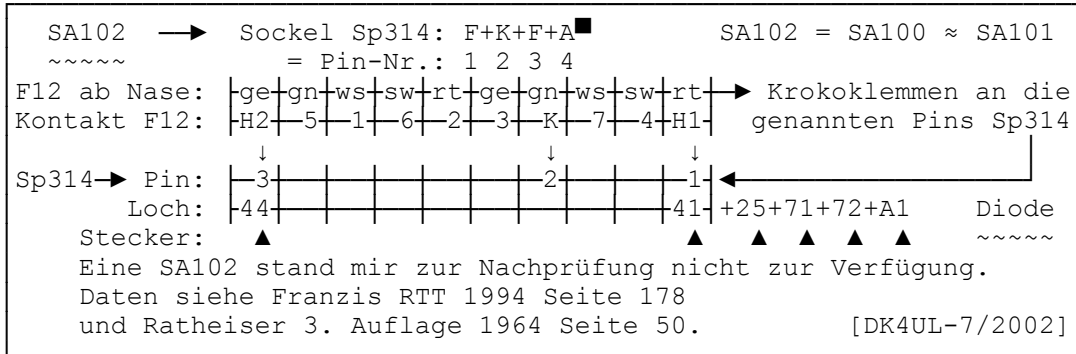 SA102 ──► Sockel Sp314: F+K+F+A■ SA102 = SA100 ≈ SA101
~~~~~ = Pin-Nr.: 1 2 3 4
F12 ab Nase: ├ge┼gn┼ws┼sw┼rt┼ge┼gn┼ws┼sw┼rt┼─► Krokoklemmen an die
Kontakt F12: ├H2┼─5┼─1┼─6┼─2┼─3┼─K┼─7┼─4┼H1┤ genannten Pins Sp314
↓ ↓ ↓
Sp314─► Pin: ├─3┼──┼──┼──┼──┼──┼─2┼──┼──┼─1┤◄
Loch: ├44┼──┼──┼──┼──┼──┼──┼──┼──┼41┤+25+71+72+A1 Diode
Stecker: ▲ ▲ ▲ ▲ ▲ ▲ ~~~~~
Eine SA102 stand mir zur Nachprüfung nicht zur Verfügung.
Daten siehe Franzis RTT 1994 Seite 178
und Ratheiser 3. Auflage 1964 Seite 50. [DK4UL-7/2002]